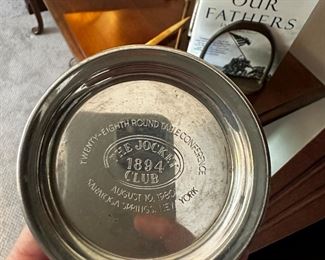 OUR
FATHERS
TWENTY-EIGHTH ROUND TABLE CONFERENCE
THE JOCKEY
1894
CLUB
AUGUST 10, 1980
SARATOGA SPRINGS, NEW YORK